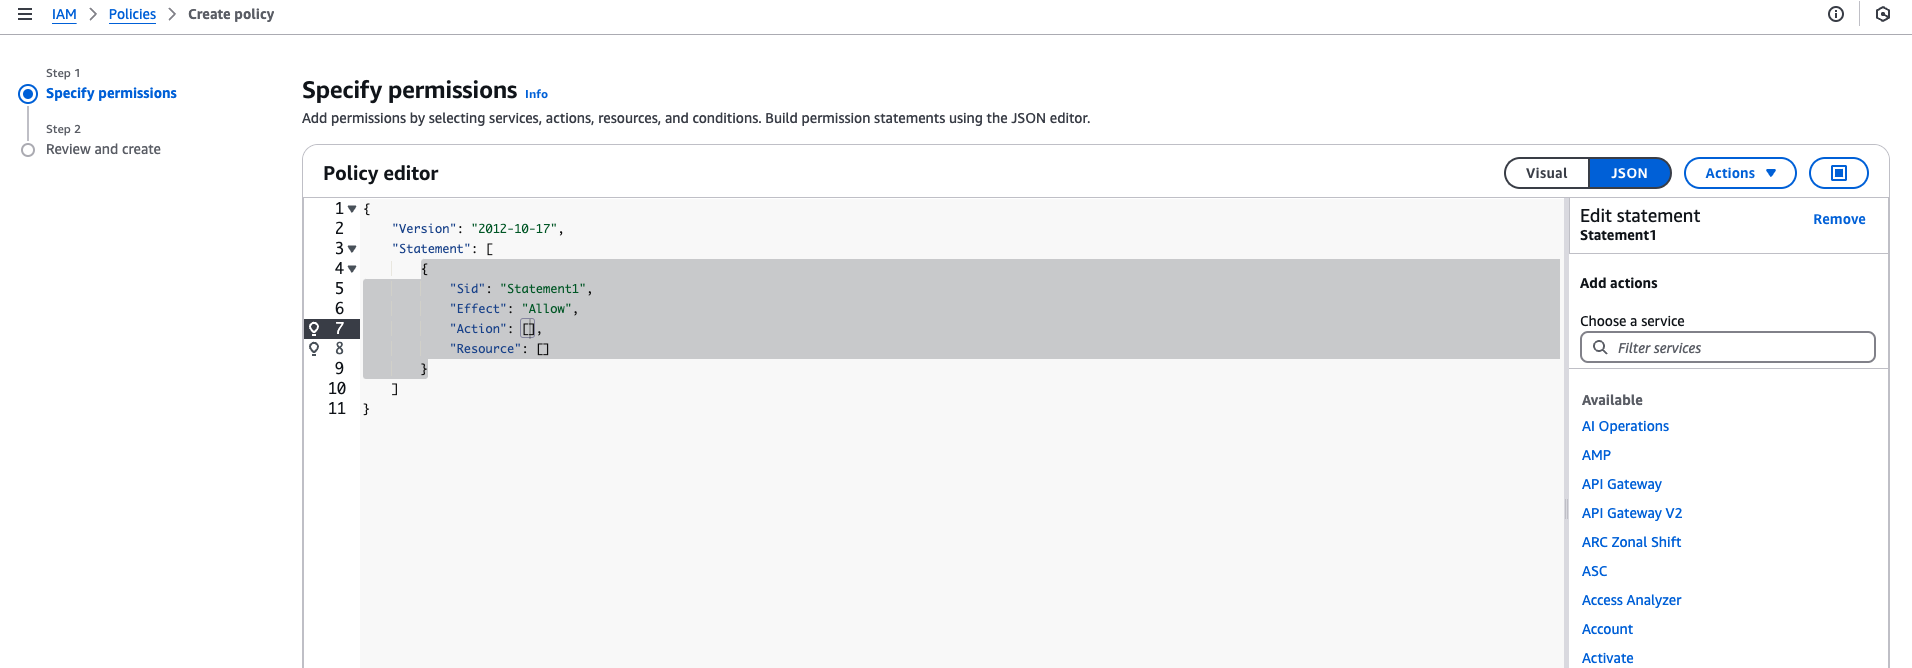 IAM > Policies > Create policy
Step 1
Specify permissions
Step 2
Review and create
Specify permissions Info
Add permissions by selecting services, actions, resources, and conditions. Build permission statements using the JSON editor.
Policy editor
Visual JSON Actions
1 {
2 "Version": "2012-10-17",
3 "Statement": [
4 {
5 "Sid": "Statement1",
6 "Effect": "Allow",
7 "Action": [],
8 "Resource": []
9 }
10 ]
11 }
Edit statement Remove
Statement1
Add actions
Choose a service
Filter services
Available
AI Operations
AMP
API Gateway
API Gateway V2
ARC Zonal Shift
ASC
Access Analyzer
Account
Activate